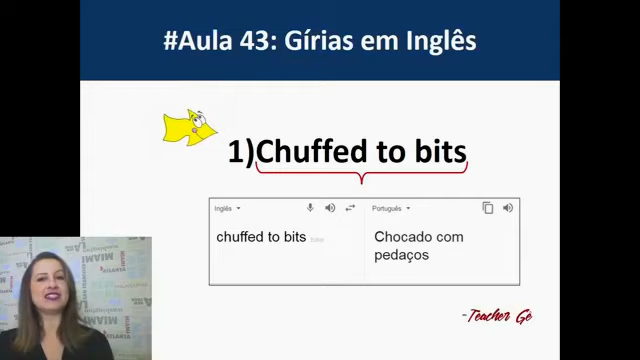 #Aula 43: Gírias em Inglês
1)Chuffed to bits
Inglês
Português
chuffed to bits
Chocado com
pedaços
-Teacher Gê
MIAMI